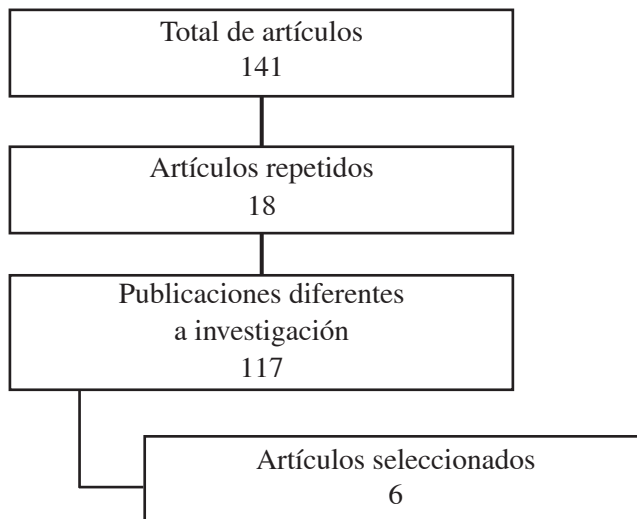 Total de artículos
141
Artículos repetidos
18
Publicaciones diferentes
a investigación
117
Artículos seleccionados
6